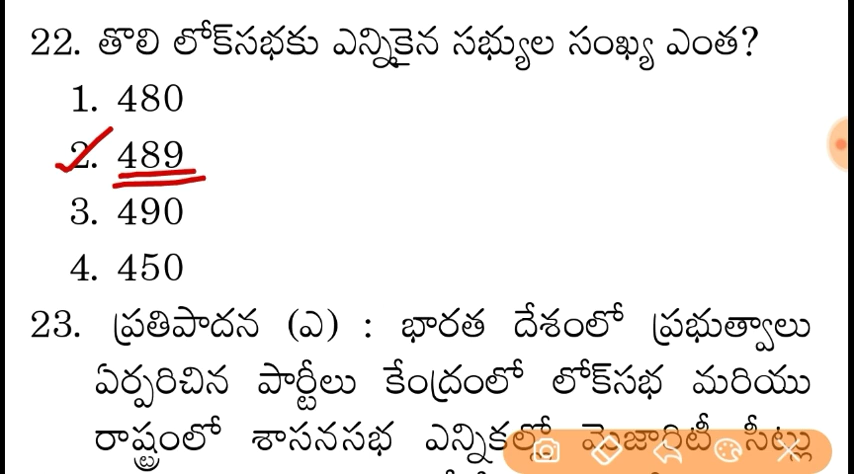 22. తొలి లోక్‌సభకు ఎన్నికైన సభ్యుల సంఖ్య ఎంత?
1. 480
2. 489
3. 490
4. 450
23. ప్రతిపాదన (ఎ) : భారత దేశంలో ప్రభుత్వాలు
ఏర్పరిచిన పార్టీలు కేంద్రంలో లోక్‌సభ మరియు
రాష్ట్రంలో శాసనసభ ఎన్నికల్లో మెజారిటీ సీట్లు